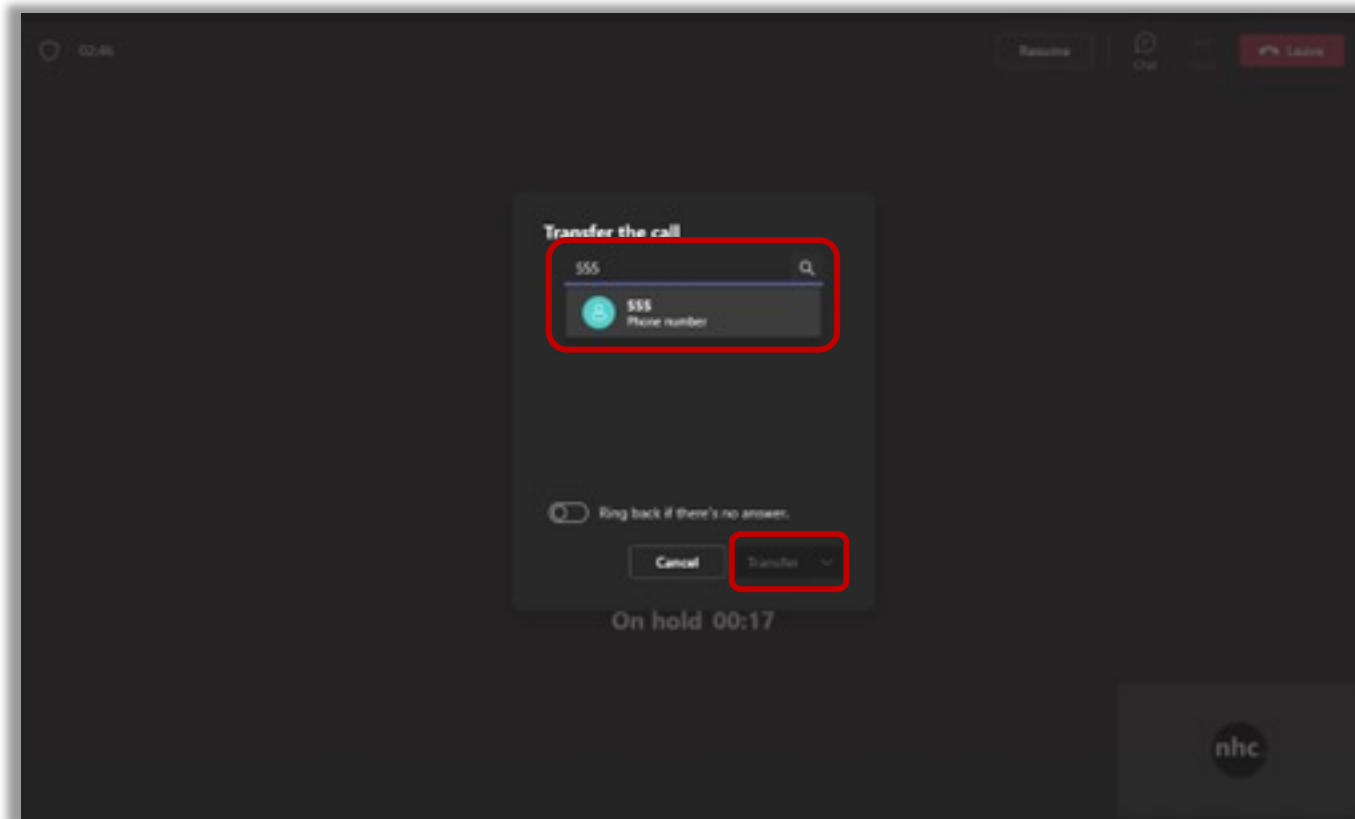 02:46
Resume
Chat
Leave
Transfer the call
555
555
Phone number
Ring back if there's no answer.
Cancel
Transfer
On hold 00:17
nhc